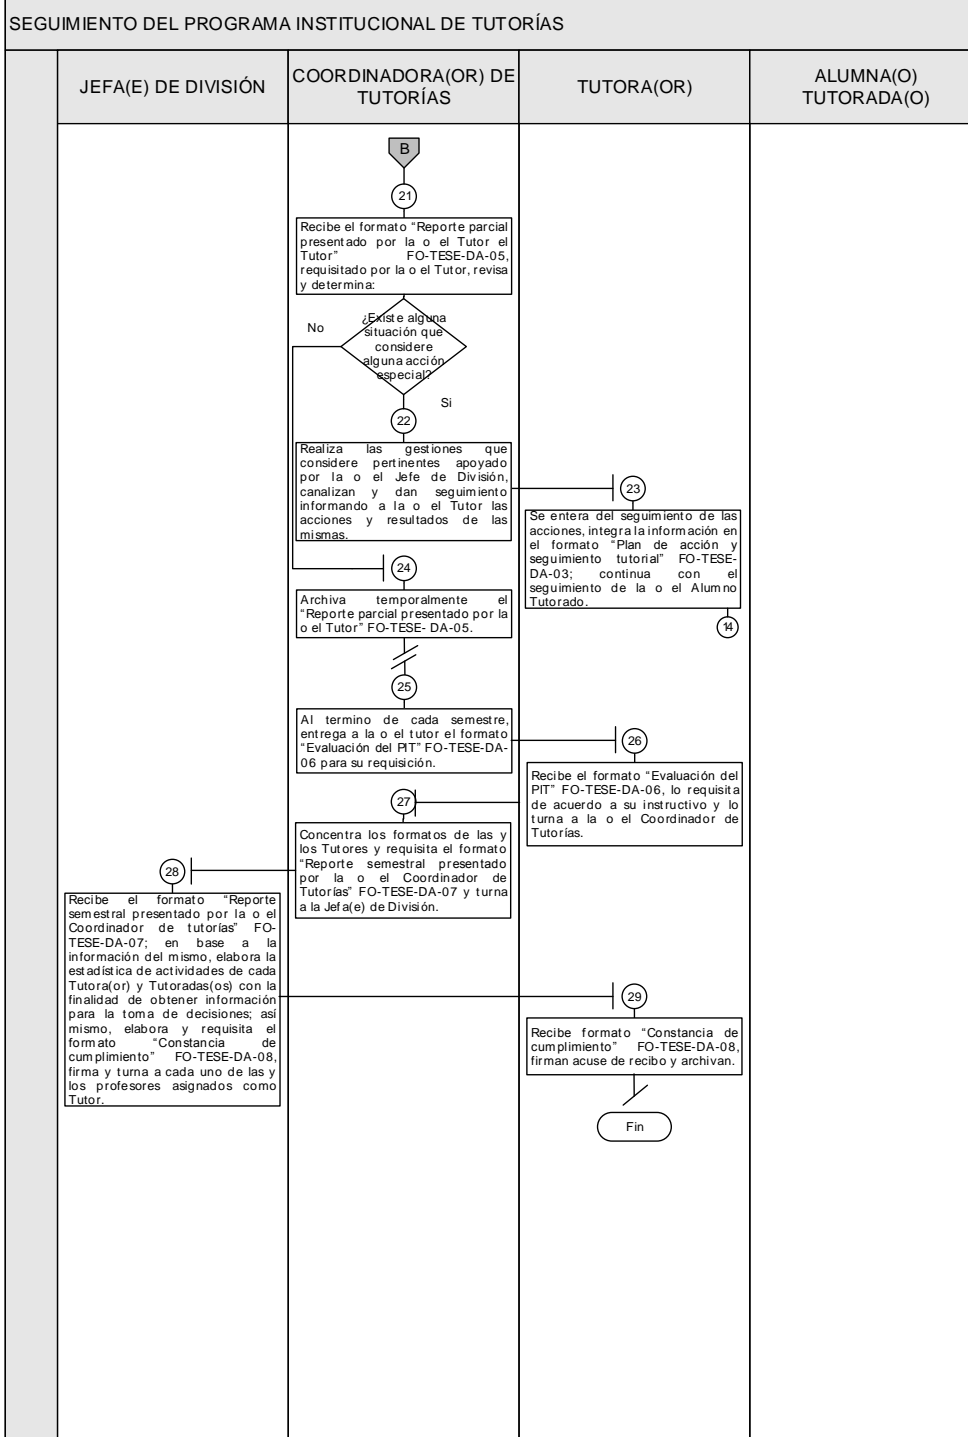 SEGUIMIENTO DEL PROGRAMA INSTITUCIONAL DE TUTORÍAS
JEFA(E) DE DIVISIÓN
COORDINADORA(OR) DE
TUTORÍAS
TUTORA(OR)
ALUMNA(O)
TUTORADA(O)
B
21
Recibe el formato “Reporte parcial
presentado por la o el Tutor el
Tutor” FO-TESE-DA-05,
requisitado por la o el Tutor, revisa
y determina:
¿Existe alguna
situación que
considere
alguna acción
especial?
No
Si
22
Realiza las gestiones que
considere pertinentes apoyado
por la o el Jefe de División,
canalizan y dan seguimiento
informando a la o el Tutor las
acciones y resultados de las
mismas.
23
Se entera del seguimiento de las
acciones, integra la información en
el formato “Plan de acción y
seguimiento tutorial” FO-TESE-
DA-03; continua con el
seguimiento de la o el Alumno
Tutorado.
14
24
Archiva temporalmente el
“Reporte parcial presentado por la
o el Tutor” FO-TESE- DA-05.
25
Al termino de cada semestre,
entrega a la o el tutor el formato
“Evaluación del PIT” FO-TESE-DA-
06 para su requisición.
26
Recibe el formato “Evaluación del
PIT” FO-TESE-DA-06, lo requisita
de acuerdo a su instructivo y lo
turna a la o el Coordinador de
Tutorías.
27
Concentra los formatos de las y
los Tutores y requisita el formato
“Reporte semestral presentado
por la o el Coordinador de
Tutorías” FO-TESE-DA-07 y turna
a la Jefa(e) de División.
28
Recibe el formato “Reporte
semestral presentado por la o el
Coordinador de tutorías” FO-
TESE-DA-07; en base a la
información del mismo, elabora la
estadística de actividades de cada
Tutora(or) y Tutoradas(os) con la
finalidad de obtener información
para la toma de decisiones; así
mismo, elabora y requisita el
formato “Constancia de
cumplimiento” FO-TESE-DA-08,
firma y turna a cada uno de las y
los profesores asignados como
Tutor.
29
Recibe formato “Constancia de
cumplimiento” FO-TESE-DA-08,
firman acuse de recibo y archivan.
Fin